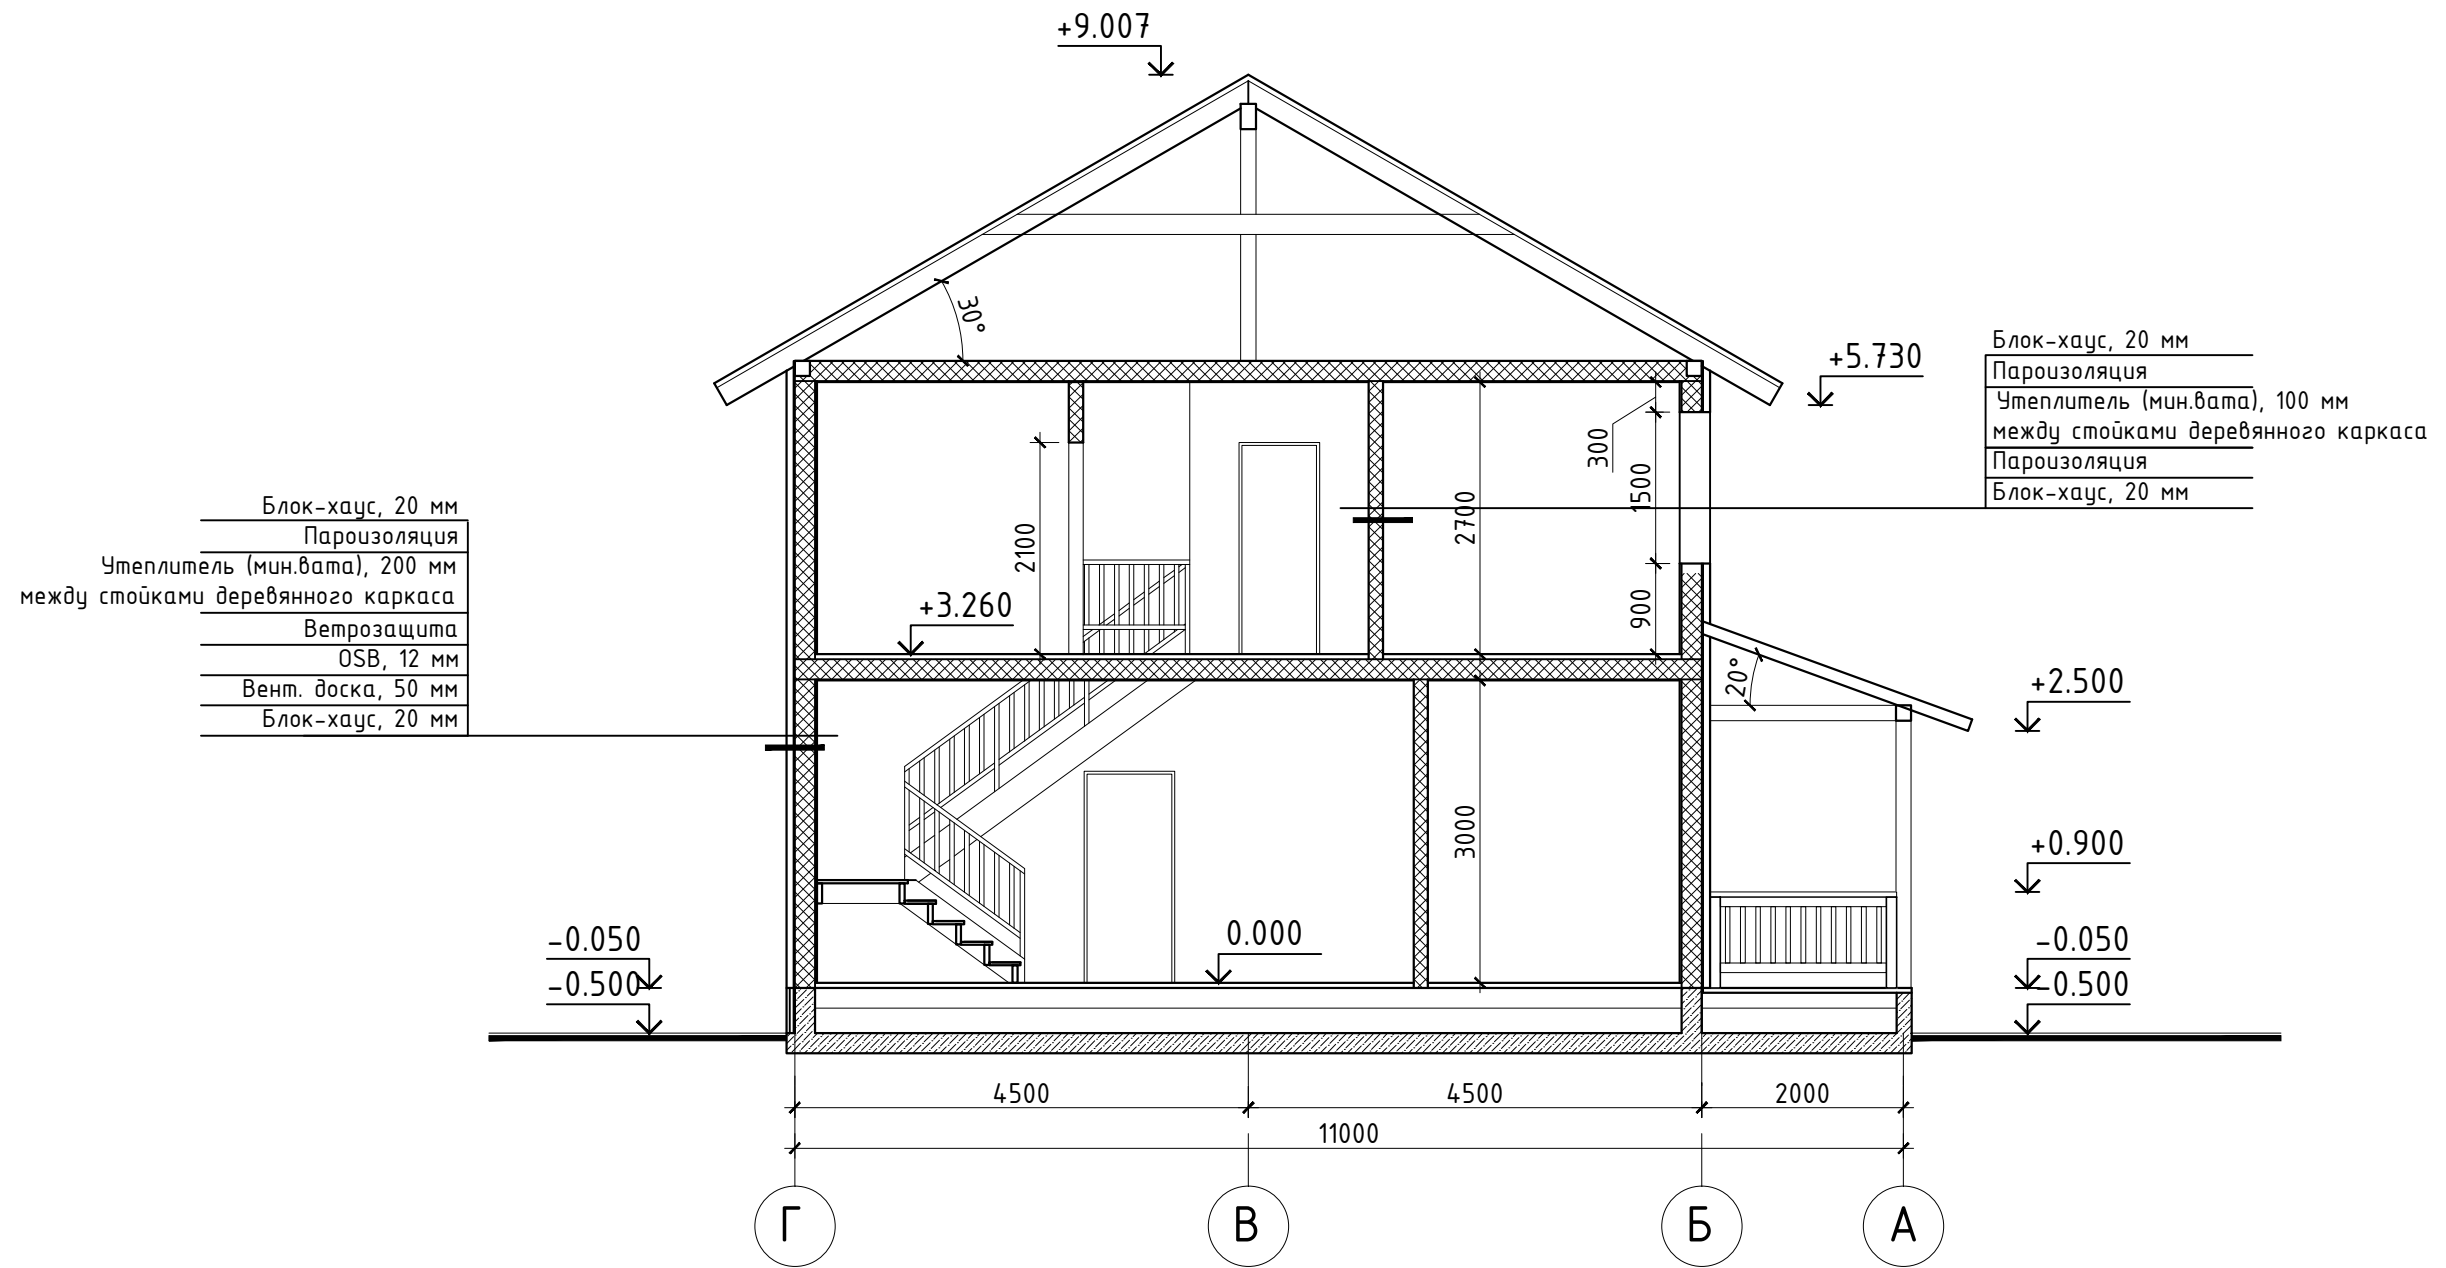 +9.007
30°
+5.730
Блок-хаус, 20 мм
Пароизоляция
Утеплитель (мин.вата), 100 мм
между стойками деревянного каркаса
Пароизоляция
Блок-хаус, 20 мм
Блок-хаус, 20 мм
Пароизоляция
Утеплитель (мин.вата), 200 мм
между стойками деревянного каркаса
Ветрозащита
OSB, 12 мм
Вент. доска, 50 мм
Блок-хаус, 20 мм
2100
2700
300
1500
900
+3.260
20°
+2.500
3000
+0.900
0.000
-0.050
-0.500
-0.050
-0.500
4500
4500
2000
11000
Г
В
Б
А